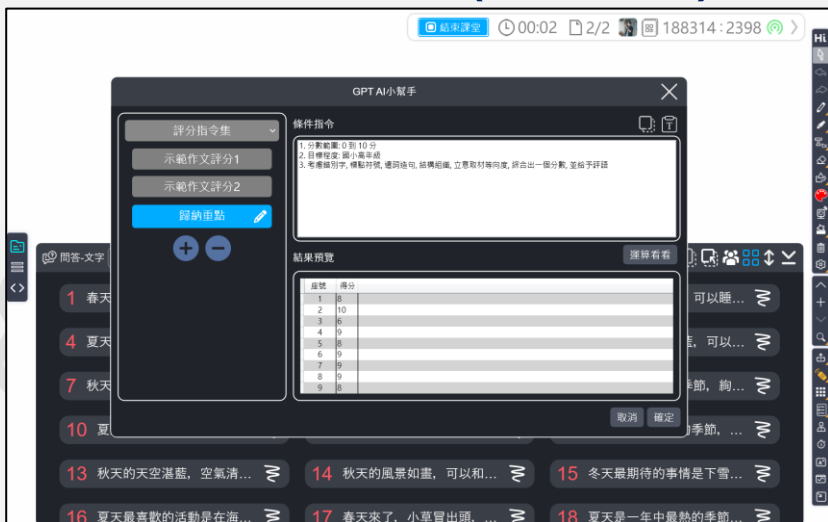 結束課堂 00:02 2/2 188314:2398
Hi
GPT AI小幫手
評分指令集
示範作文評分1
示範作文評分2
歸納重點
條件指令
1. 分數範圍: 0 到 10 分
2. 目標程度: 國小高年級
3. 考慮錯別字, 標點符號, 遣詞造句, 結構組織, 立意取材等向度, 綜合出一個分數, 並給予評語
結果預覽
運算看看
座號 得分
1 8
2 10
3 6
4 9
5 8
6 9
7 9
8 9
9 8
取消 確定
問答-文字
1 春天
可以睡...
4 夏天
可以...
7 秋天
季節, 絢...
10 夏
季節, ...
13 秋天的天空湛藍, 空氣清...
14 秋天的風景如畫, 可以和...
15 冬天最期待的事情是下雪...
16 夏天最喜歡的活動是在海...
17 春天來了, 小草冒出頭, ...
18 夏天是一年中最熱的季節...